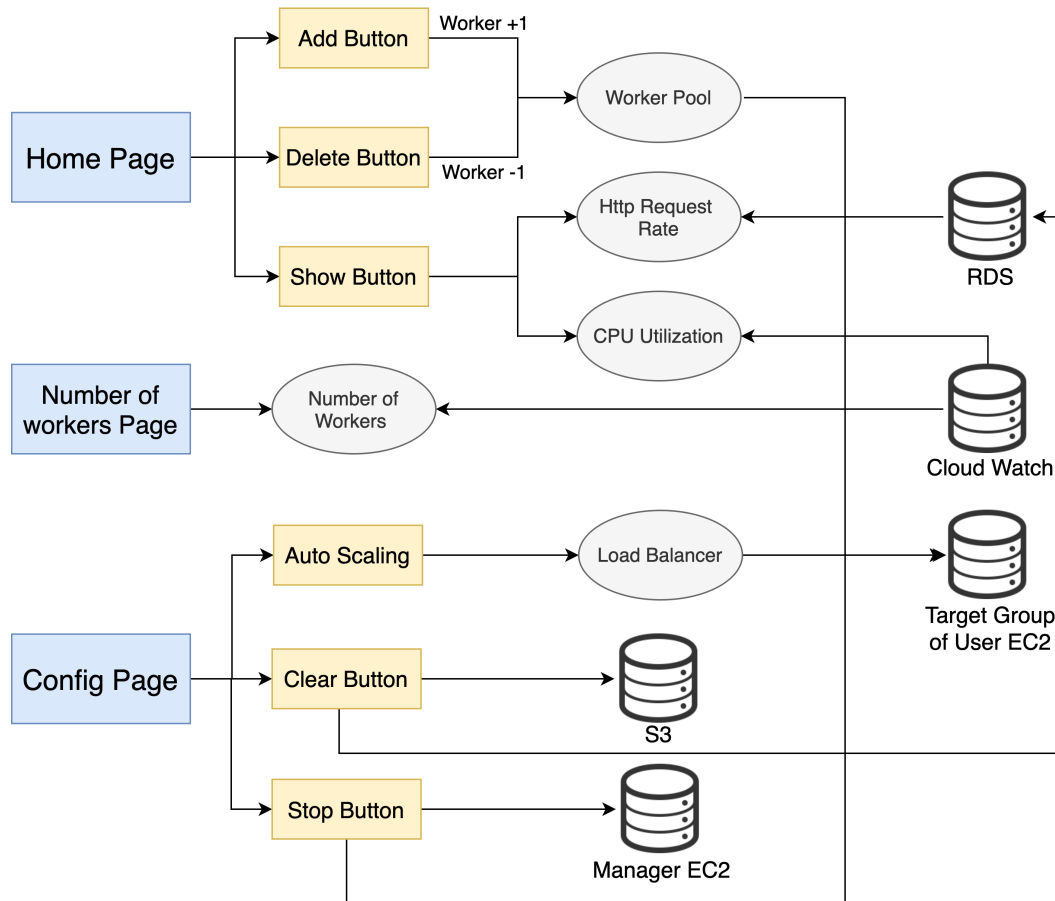 Worker +1
Add Button
Worker Pool
Home Page
Delete Button
Worker -1
Http Request
Rate
Show Button
RDS
CPU Utilization
Number of
workers Page
Number of
Workers
Cloud Watch
Auto Scaling
Load Balancer
Target Group
of User EC2
Config Page
Clear Button
S3
Stop Button
Manager EC2